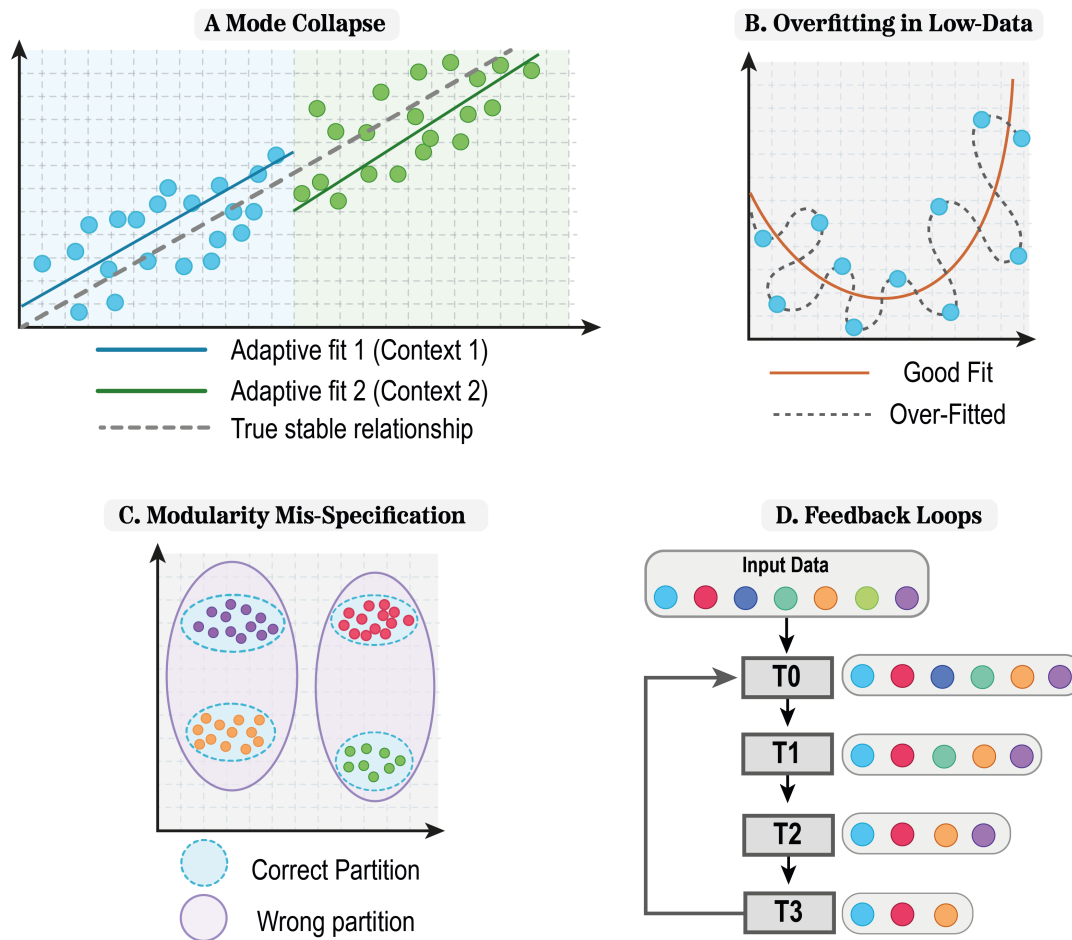 A Mode Collapse
Adaptive fit 1 (Context 1)
Adaptive fit 2 (Context 2)
True stable relationship
B. Overfitting in Low-Data
Good Fit
Over-Fitted
C. Modularity Mis-Specification
Correct Partition
Wrong partition
D. Feedback Loops
Input Data
T0
T1
T2
T3